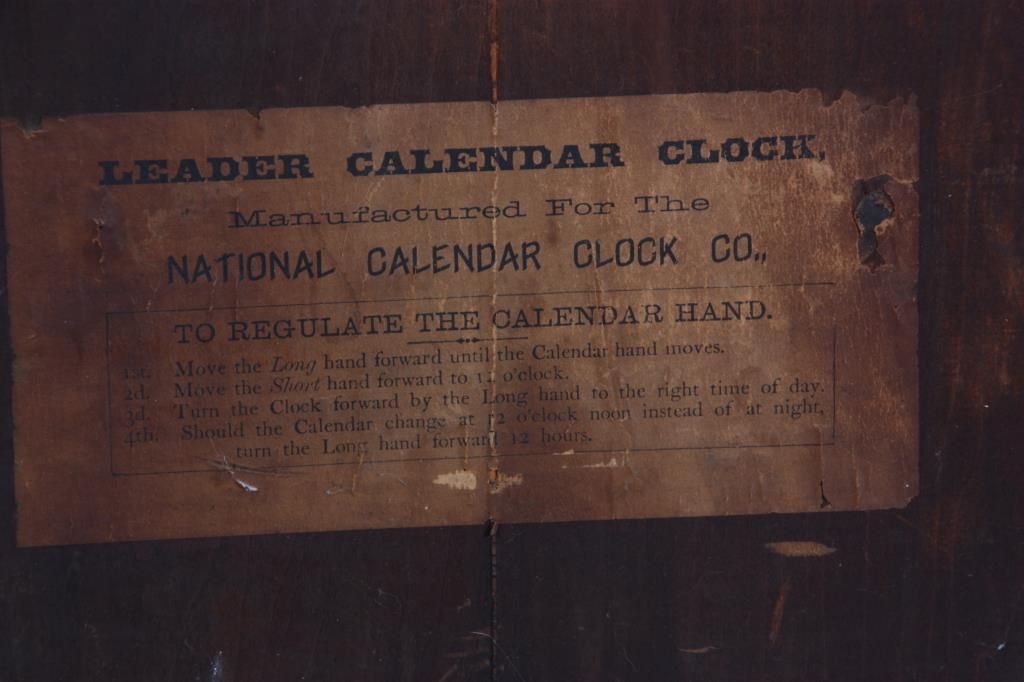 LEADER CALENDAR CLOCK,
Manufactured For The
NATIONAL CALENDAR CLOCK CO.,
TO REGULATE THE CALENDAR HAND.
1st. Move the Long hand forward until the Calendar hand moves.
2d. Move the Short hand forward to 12 o'clock.
3d. Turn the Clock forward by the Long hand to the right time of day.
4th. Should the Calendar change at 12 o'clock noon instead of at night,
turn the Long hand forward 12 hours.